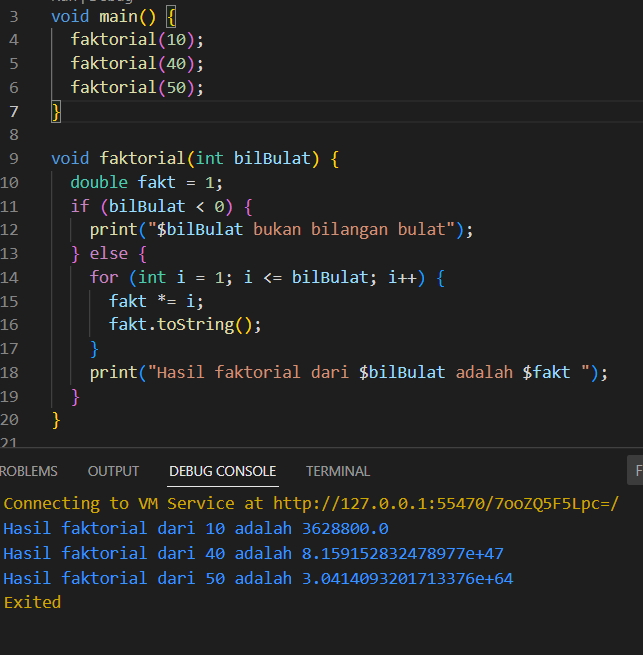 3 void main() {
4 faktorial(10);
5 faktorial(40);
6 faktorial(50);
7 }
8
9 void faktorial(int bilBulat) {
10 double fakt = 1;
11 if (bilBulat < 0) {
12 print("$bilBulat bukan bilangan bulat");
13 } else {
14 for (int i = 1; i <= bilBulat; i++) {
15 fakt *= i;
16 fakt.toString();
17 }
18 print("Hasil faktorial dari $bilBulat adalah $fakt ");
19 }
20 }
21
ROBLEMS OUTPUT DEBUG CONSOLE TERMINAL F
Connecting to VM Service at http://127.0.0.1:55470/7ooZQ5F5Lpc=/
Hasil faktorial dari 10 adalah 3628800.0
Hasil faktorial dari 40 adalah 8.159152832478977e+47
Hasil faktorial dari 50 adalah 3.0414093201713376e+64
Exited